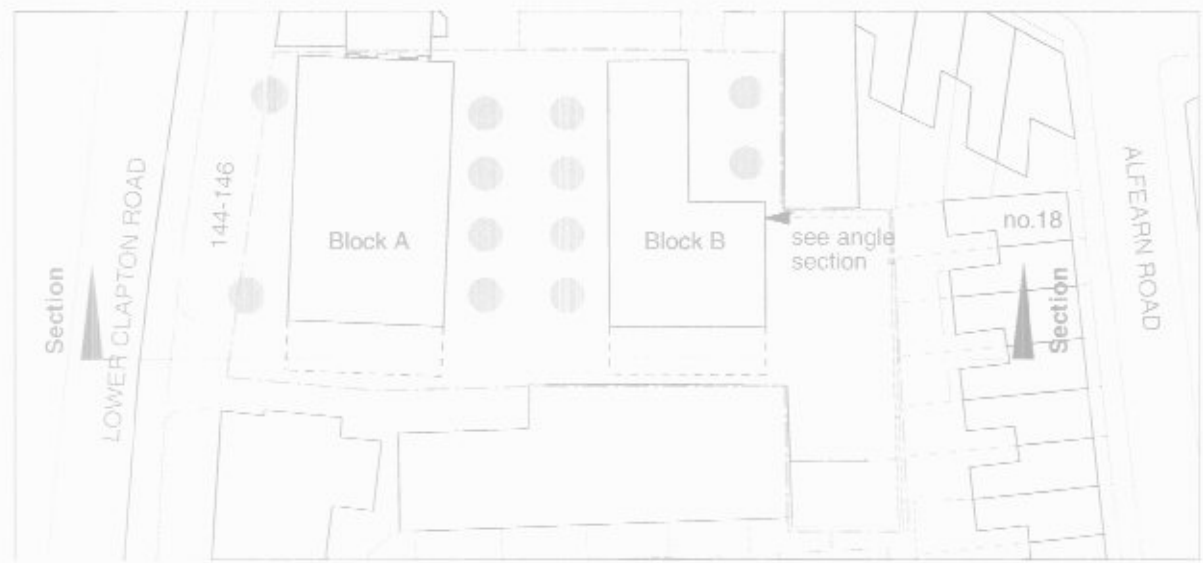 Section
LOWER CLAPTON ROAD
144-146
Block A
Block B
see angle
section
no.18
Section
ALFEARN ROAD